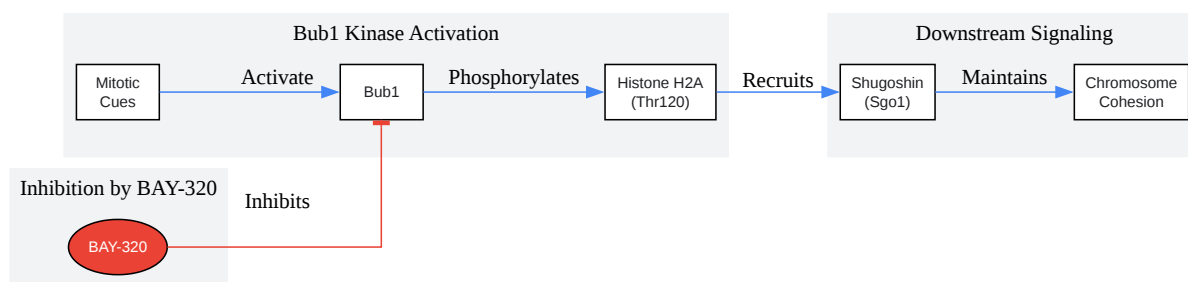 Bub1 Kinase Activation
Downstream Signaling
Mitotic
Cues
Activate
Bub1
Phosphorylates
Histone H2A
(Thr120)
Recruits
Shugoshin
(Sgo1)
Maintains
Chromosome
Cohesion
Inhibition by BAY-320
Inhibits
BAY-320